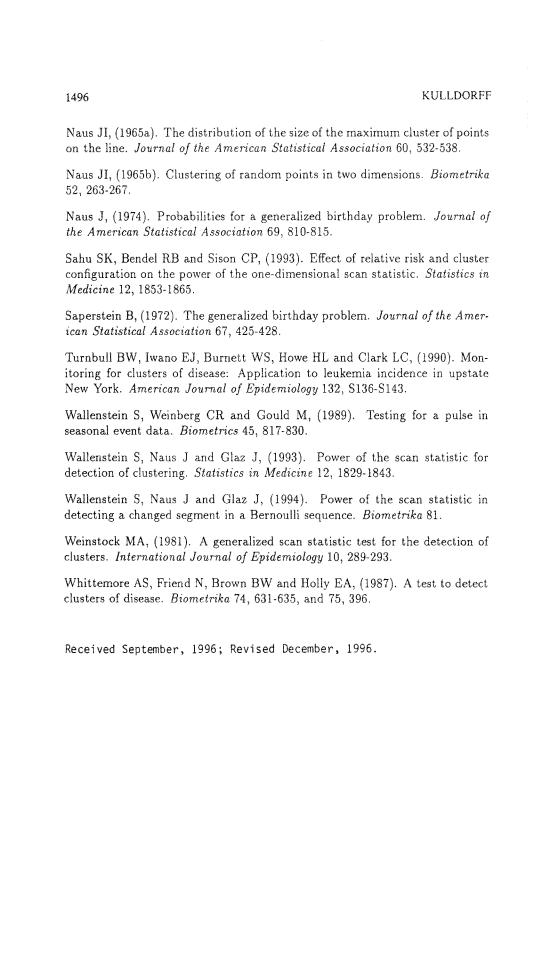 1496 KULLDORFF
Naus JI, (1965a). The distribution of the size of the maximum cluster of points
on the line. Journal of the American Statistical Association 60, 532-538.
Naus JI, (1965b). Clustering of random points in two dimensions. Biometrika
52, 263-267.
Naus J, (1974). Probabilities for a generalized birthday problem. Journal of
the American Statistical Association 69, 810-815.
Sahu SK, Bendel RB and Sison CP, (1993). Effect of relative risk and cluster
configuration on the power of the one-dimensional scan statistic. Statistics in
Medicine 12, 1853-1865.
Saperstein B, (1972). The generalized birthday problem. Journal of the Amer-
ican Statistical Association 67, 425-428.
Turnbull BW, Iwano EJ, Burnett WS, Howe HL and Clark LC, (1990). Mon-
itoring for clusters of disease: Application to leukemia incidence in upstate
New York. American Journal of Epidemiology 132, S136-S143.
Wallenstein S, Weinberg CR and Gould M, (1989). Testing for a pulse in
seasonal event data. Biometrics 45, 817-830.
Wallenstein S, Naus J and Glaz J, (1993). Power of the scan statistic for
detection of clustering. Statistics in Medicine 12, 1829-1843.
Wallenstein S, Naus J and Glaz J, (1994). Power of the scan statistic in
detecting a changed segment in a Bernoulli sequence. Biometrika 81.
Weinstock MA, (1981). A generalized scan statistic test for the detection of
clusters. International Journal of Epidemiology 10, 289-293.
Whittemore AS, Friend N, Brown BW and Holly EA, (1987). A test to detect
clusters of disease. Biometrika 74, 631-635, and 75, 396.
Received September, 1996; Revised December, 1996.